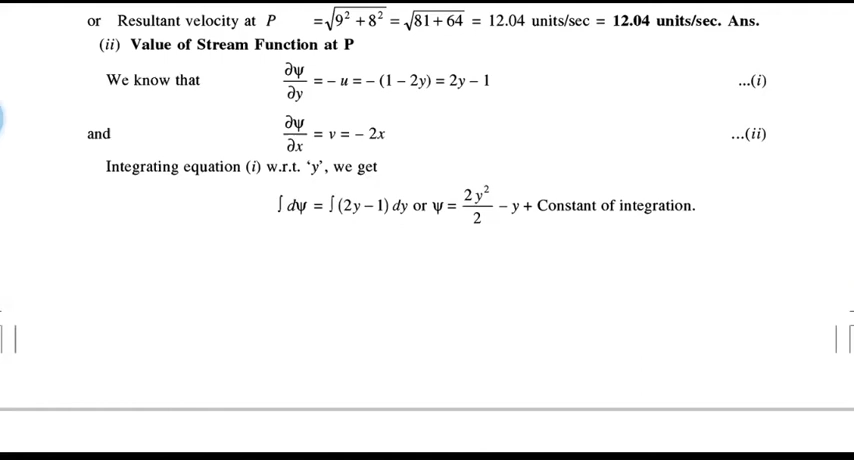 or Resultant velocity at P = √9² + 8² = √81 + 64 = 12.04 units/sec = 12.04 units/sec. Ans.
(ii) Value of Stream Function at P
We know that ∂ψ/∂y = – u = – (1 – 2y) = 2y – 1 ...(i)
and ∂ψ/∂x = v = – 2x ...(ii)
Integrating equation (i) w.r.t. ‘y’, we get
∫ dψ = ∫ (2y – 1) dy or ψ = 2y²/2 – y + Constant of integration.